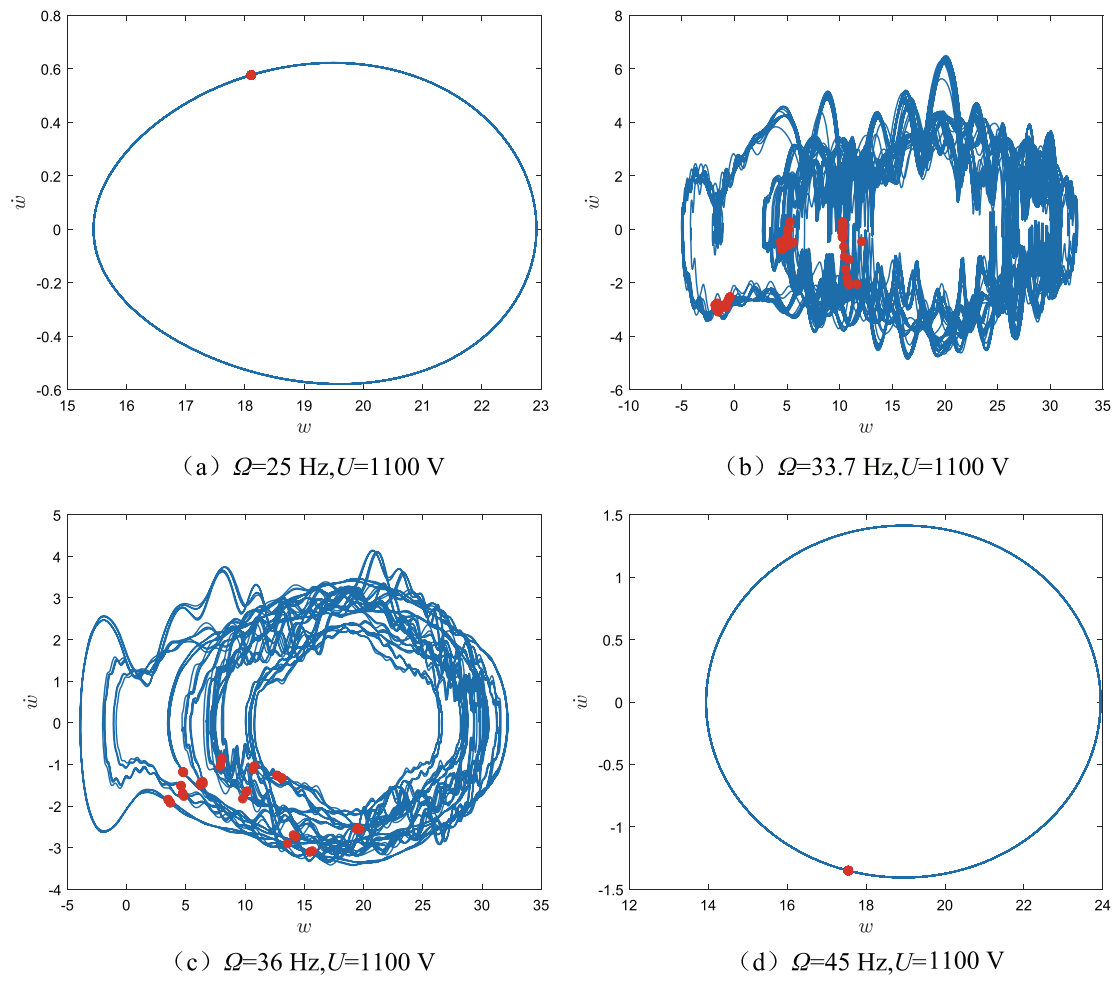 0.8
0.6
0.4
0.2
0
-0.2
-0.4
-0.6
ẇ
15 16 17 18 19 20 21 22 23
w
（a）Ω=25 Hz,U=1100 V
8
6
4
2
0
-2
-4
-6
ẇ
-10 -5 0 5 10 15 20 25 30 35
w
（b）Ω=33.7 Hz,U=1100 V
5
4
3
2
1
0
-1
-2
-3
-4
ẇ
-5 0 5 10 15 20 25 30 35
w
（c）Ω=36 Hz,U=1100 V
1.5
1
0.5
0
-0.5
-1
-1.5
ẇ
12 14 16 18 20 22 24
w
（d）Ω=45 Hz,U=1100 V